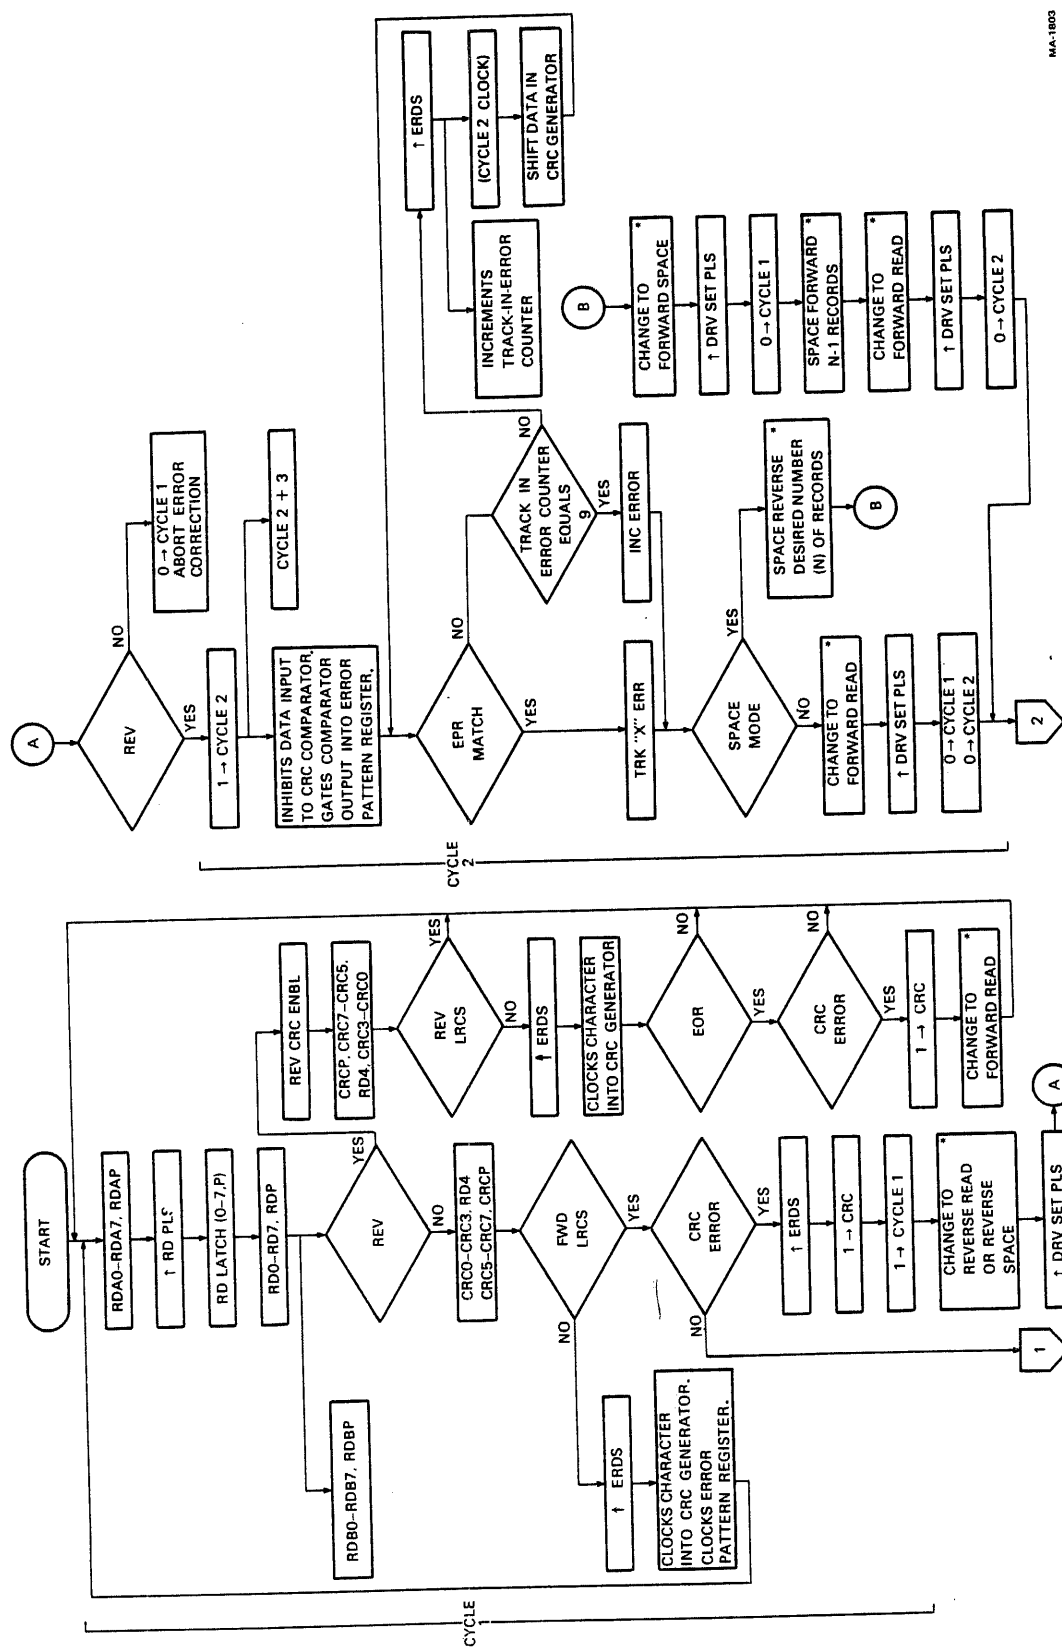 START
RDA0–RDA7, RDAP
↑ RD PLS
RD LATCH (0–7,P)
RD0–RD7, RDP
RDB0–RDB7, RDBP
REV
YES
NO
REV CRC ENBL
CRCP, CRC7–CRC5,
RD4, CRC3–CRC0
REV
LRCS
YES
NO
↑ ERDS
CLOCKS CHARACTER
INTO CRC GENERATOR
EOR
NO
YES
CRC
ERROR
NO
YES
1 → CRC
CHANGE TO *
FORWARD READ
CRC0–CRC3, RD4
CRC5–CRC7, CRCP
FWD
LRCS
NO
YES
↑ ERDS
CLOCKS CHARACTER
INTO CRC GENERATOR.
CLOCKS ERROR
PATTERN REGISTER.
CRC
ERROR
NO
YES
↑ ERDS
1 → CRC
1 → CYCLE 1
CHANGE TO *
REVERSE READ
OR REVERSE
SPACE
↑ DRV SET PLS
A
1
CYCLE
1
A
REV
NO
YES
0 → CYCLE 1
ABORT ERROR
CORRECTION
1 → CYCLE 2
CYCLE 2 + 3
INHIBITS DATA INPUT
TO CRC COMPARATOR.
GATES COMPARATOR
OUTPUT INTO ERROR
PATTERN REGISTER.
EPR
MATCH
NO
YES
TRACK IN
ERROR COUNTER
EQUALS
9
NO
YES
↑ ERDS
INCREMENTS
TRACK-IN-ERROR
COUNTER
(CYCLE 2 CLOCK)
SHIFT DATA IN
CRC GENERATOR
INC ERROR
TRK "X" ERR
SPACE
MODE
YES
NO
SPACE REVERSE *
DESIRED NUMBER
(N) OF RECORDS
B
CHANGE TO *
FORWARD READ
↑ DRV SET PLS
0 → CYCLE 1
0 → CYCLE 2
2
B
CHANGE TO *
FORWARD SPACE
↑ DRV SET PLS
0 → CYCLE 1
SPACE FORWARD *
N-1 RECORDS
CHANGE TO *
FORWARD READ
↑ DRV SET PLS
0 → CYCLE 2
CYCLE
2
MA-1803